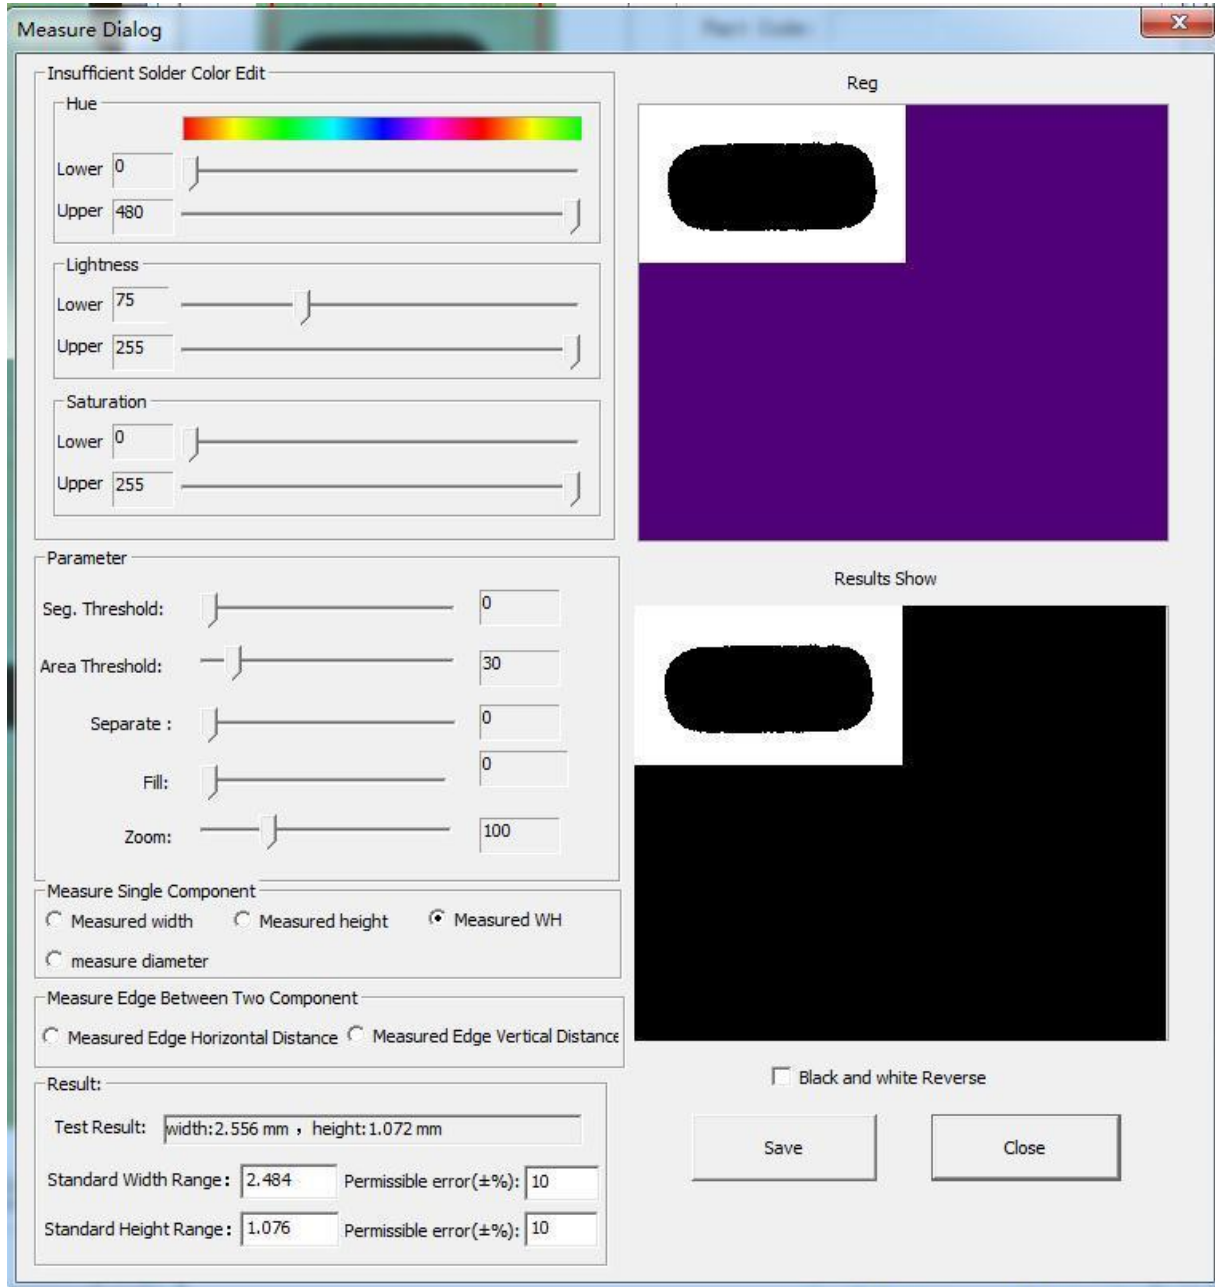 Measure Dialog
Part Code:
Insufficient Solder Color Edit
Hue
Lower 0
Upper 480
Lightness
Lower 75
Upper 255
Saturation
Lower 0
Upper 255
Reg
Parameter
Seg. Threshold: 0
Area Threshold: 30
Separate : 0
Fill: 0
Zoom: 100
Results Show
Measure Single Component
Measured width Measured height Measured WH
measure diameter
Measure Edge Between Two Component
Measured Edge Horizontal Distance Measured Edge Vertical Distance
Black and white Reverse
Result:
Test Result: width:2.556 mm , height:1.072 mm
Standard Width Range: 2.484 Permissible error(±%): 10
Standard Height Range: 1.076 Permissible error(±%): 10
Save Close